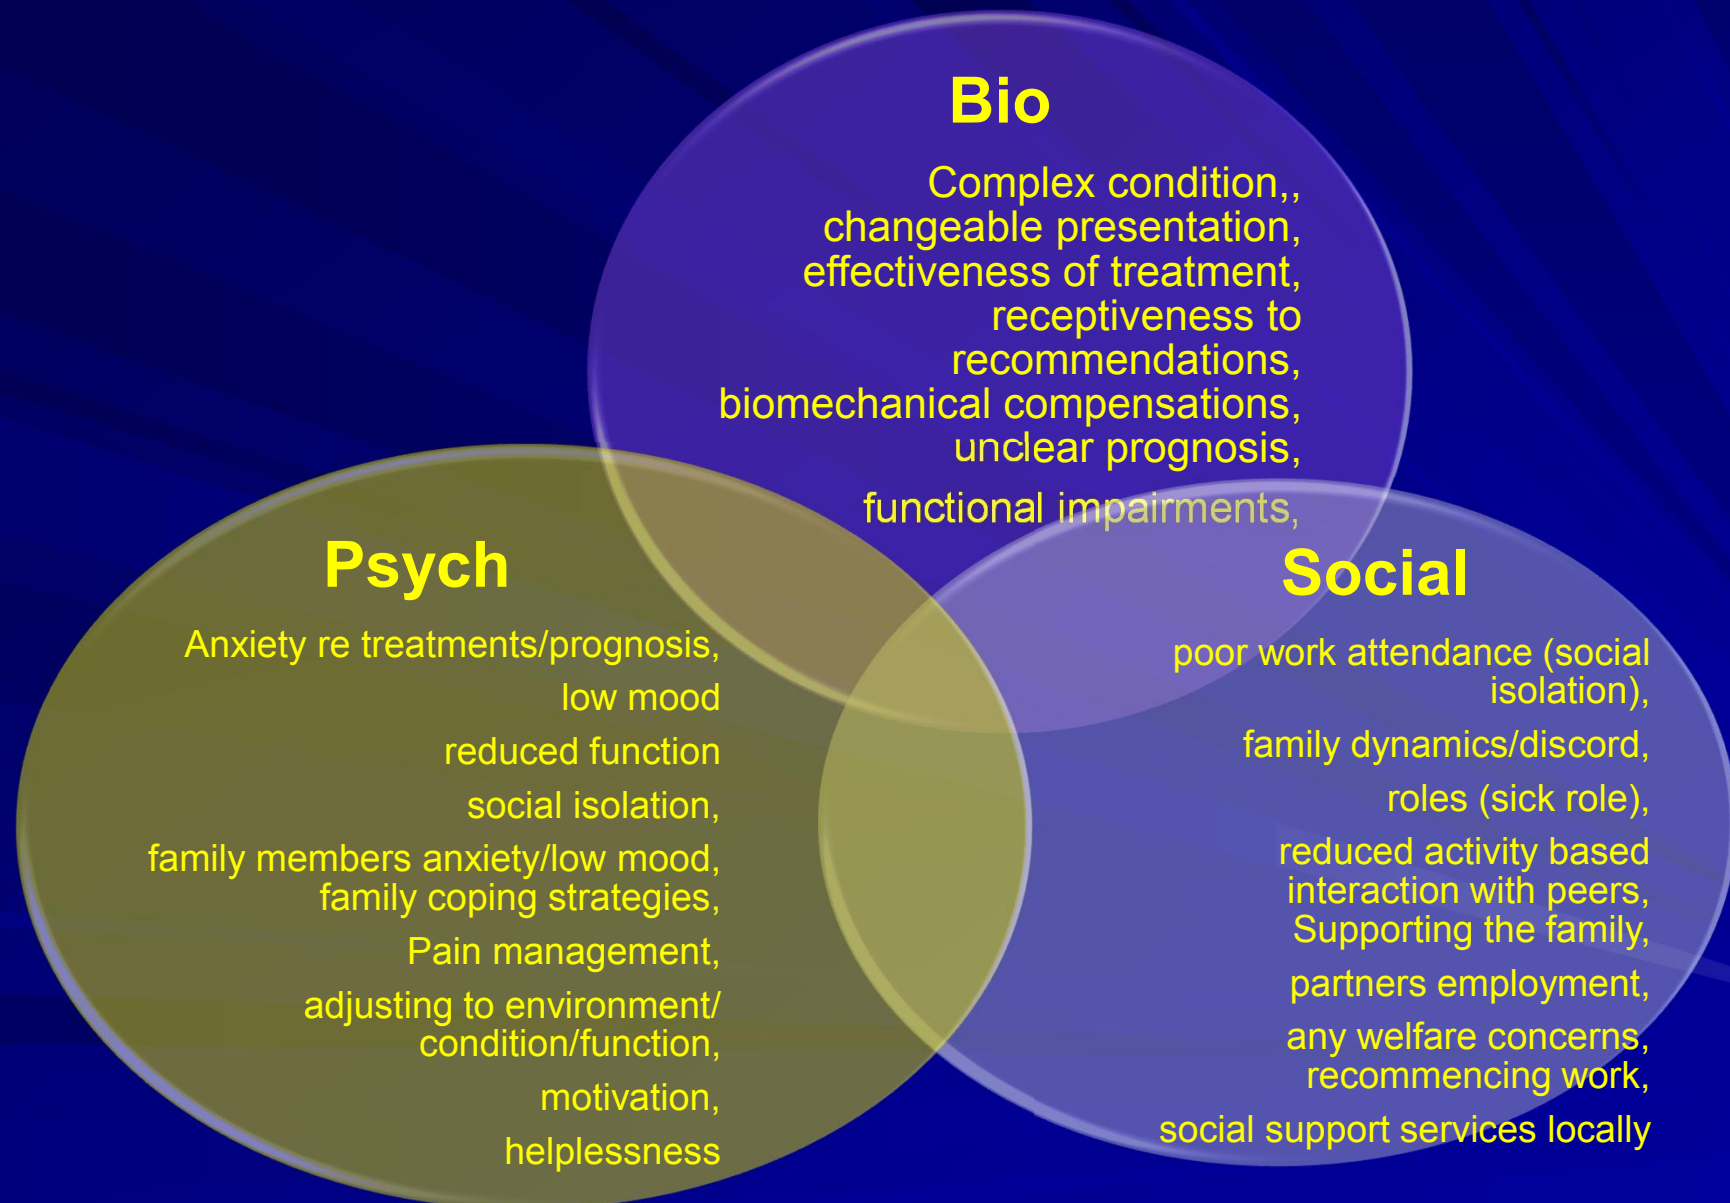 Bio
Complex condition,,
changeable presentation,
effectiveness of treatment,
receptiveness to
recommendations,
biomechanical compensations,
unclear prognosis,
functional impairments,
Psych
Anxiety re treatments/prognosis,
low mood
reduced function
social isolation,
family members anxiety/low mood,
family coping strategies,
Pain management,
adjusting to environment/
condition/function,
motivation,
helplessness
Social
poor work attendance (social
isolation),
family dynamics/discord,
roles (sick role),
reduced activity based
interaction with peers,
Supporting the family,
partners employment,
any welfare concerns,
recommencing work,
social support services locally